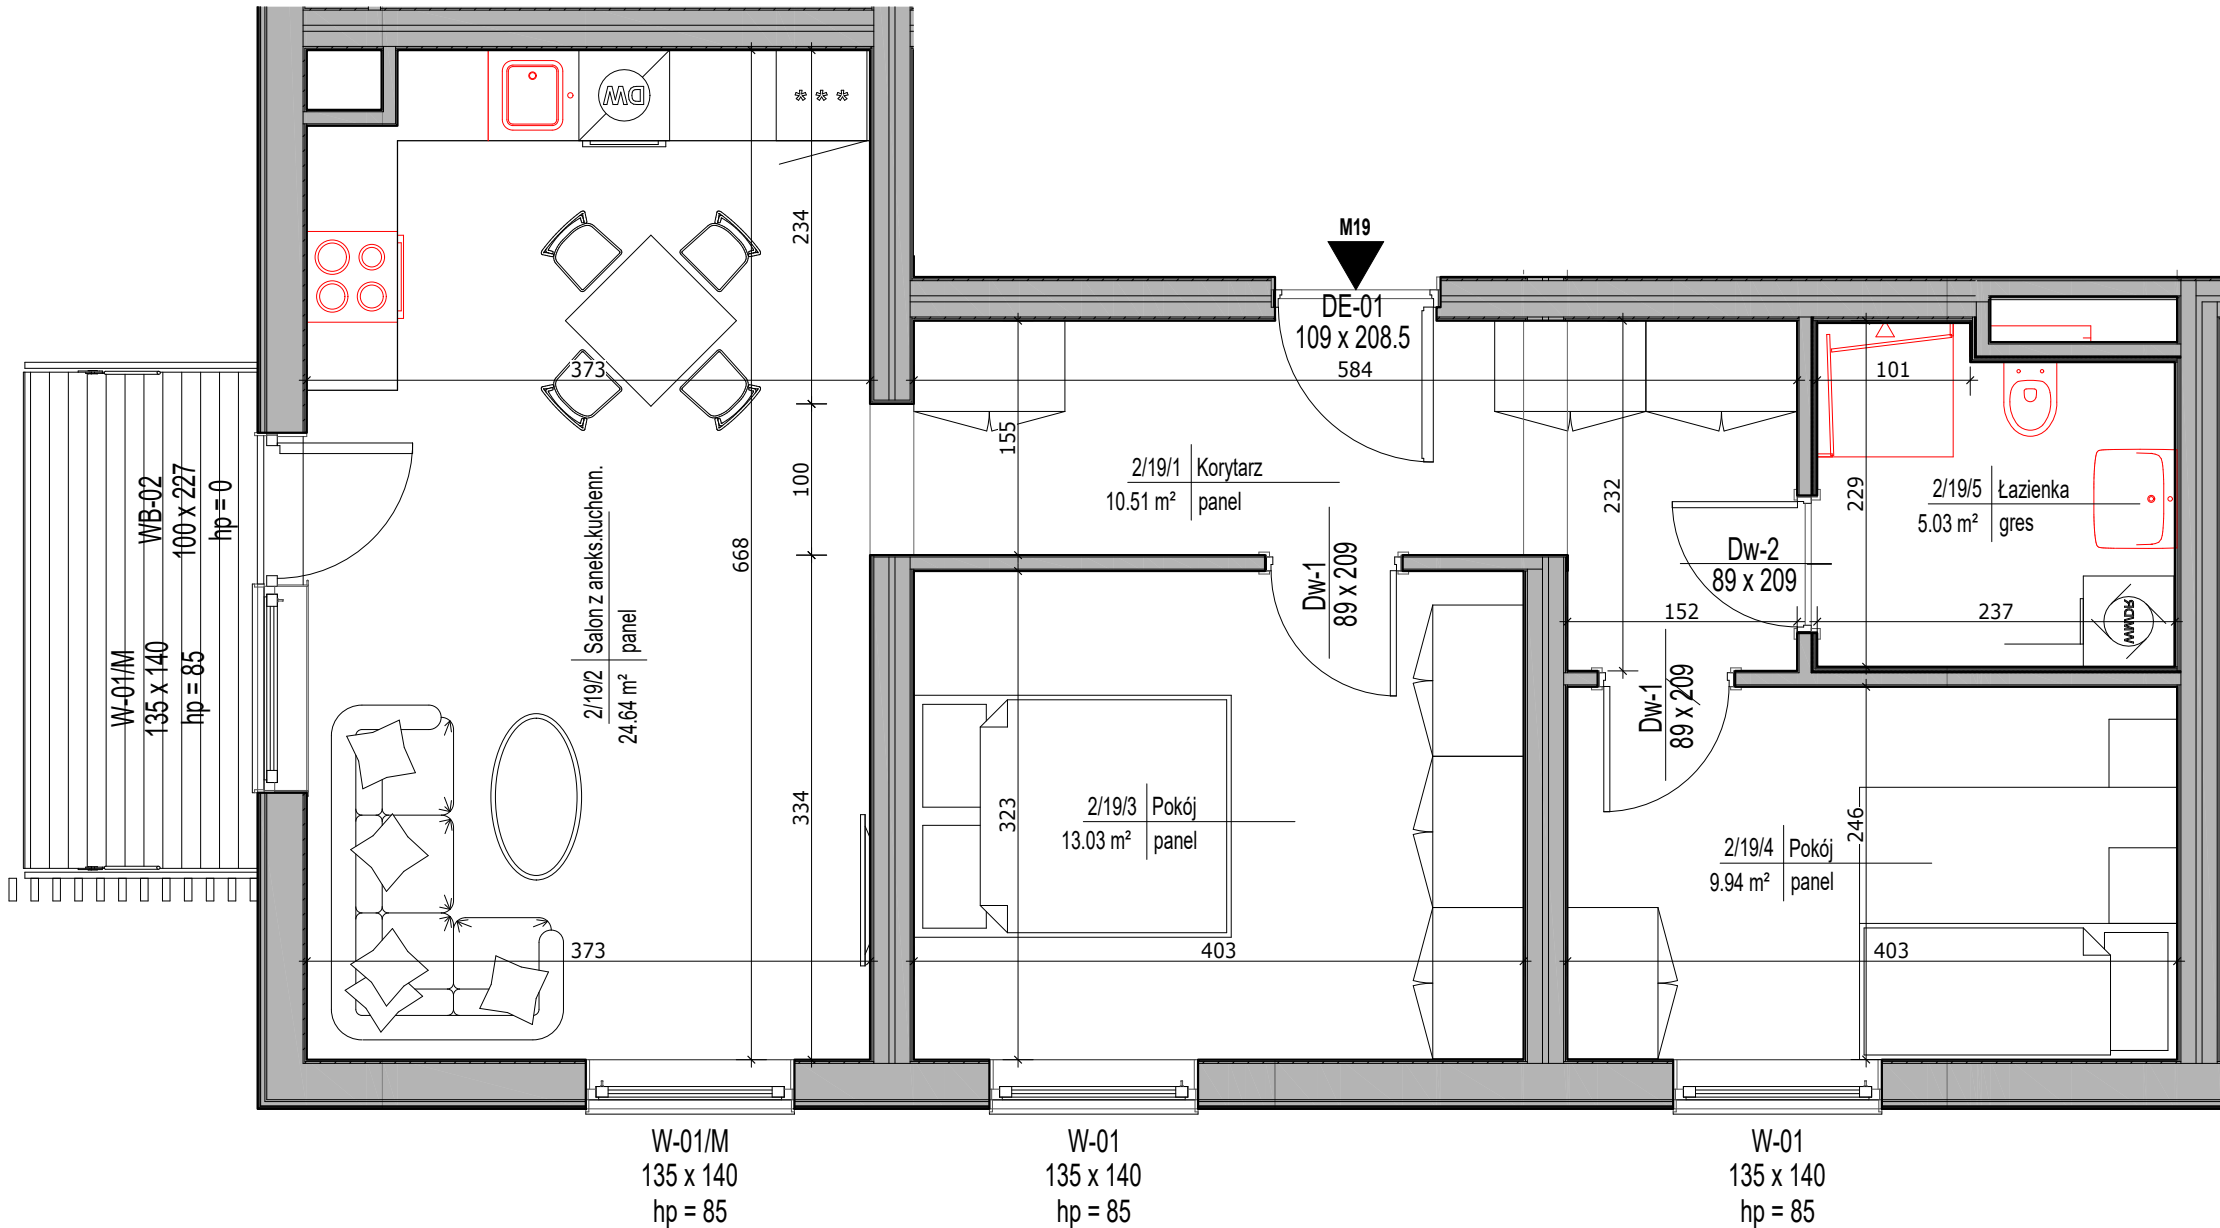 DW
* * *
234
M19
DE-01
109 x 208.5
373
584
101
155
2/19/1 Korytarz
10.51 m² panel
100
232
229
2/19/5 Łazienka
5.03 m² gres
WB-02
100 x 227
hp = 0
W-01/M
135 x 140
hp = 85
2/19/2 Salon z aneks.kuchenn.
24.64 m² panel
668
Dw-1
89 x 209
Dw-2
89 x 209
152
237
WM/DR
Dw-1
89 x 209
334
323
2/19/3 Pokój
13.03 m² panel
246
2/19/4 Pokój
9.94 m² panel
373
403
403
W-01/M
135 x 140
hp = 85
W-01
135 x 140
hp = 85
W-01
135 x 140
hp = 85